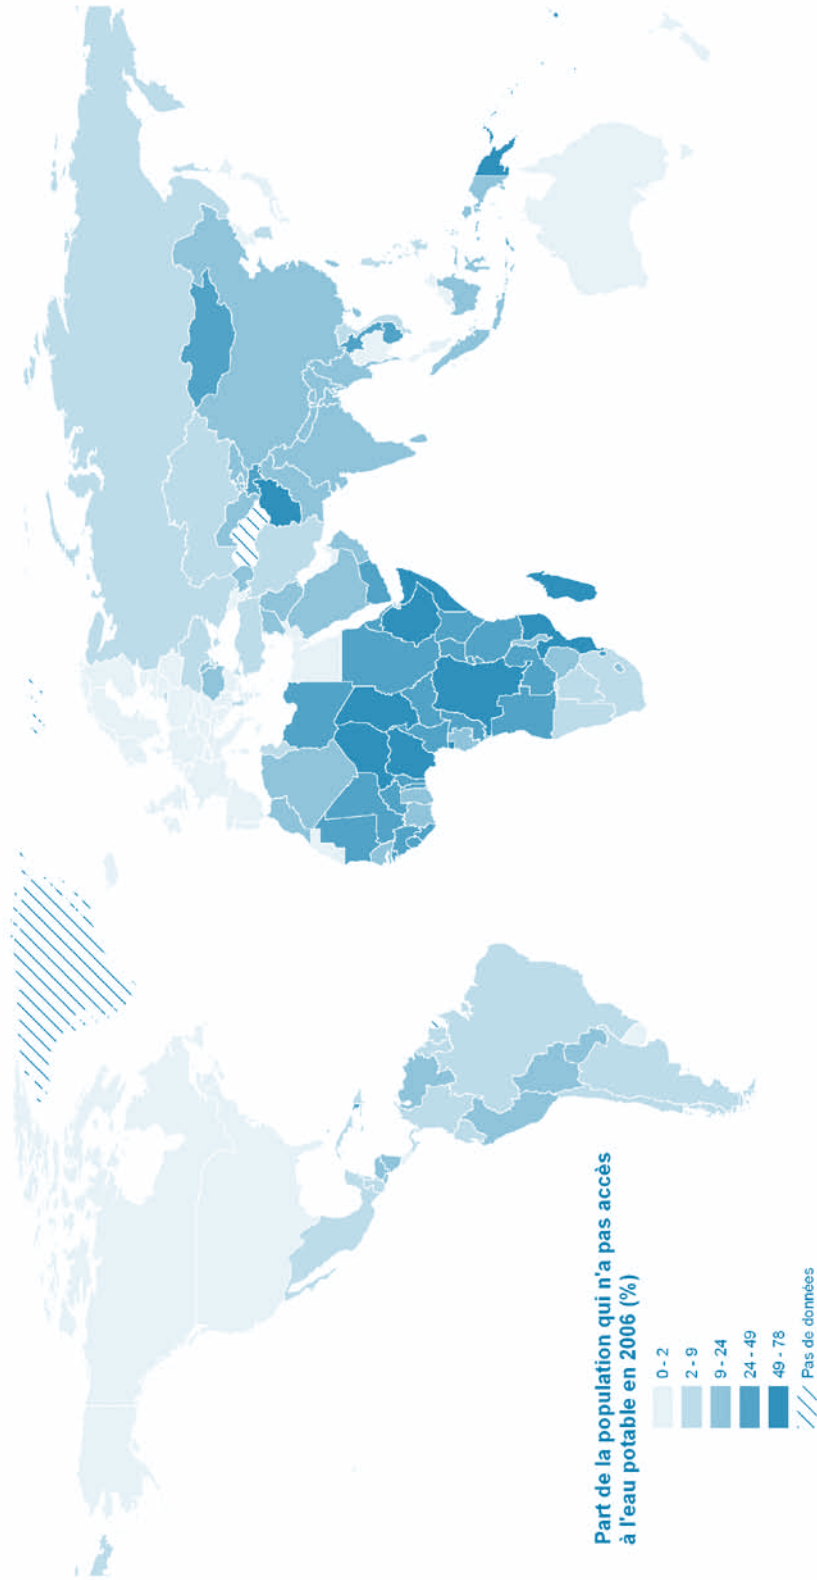 Part de la population qui n'a pas accès
à l'eau potable en 2006 (%)
0 - 2
2 - 9
9 - 24
24 - 49
49 - 78
Pas de données